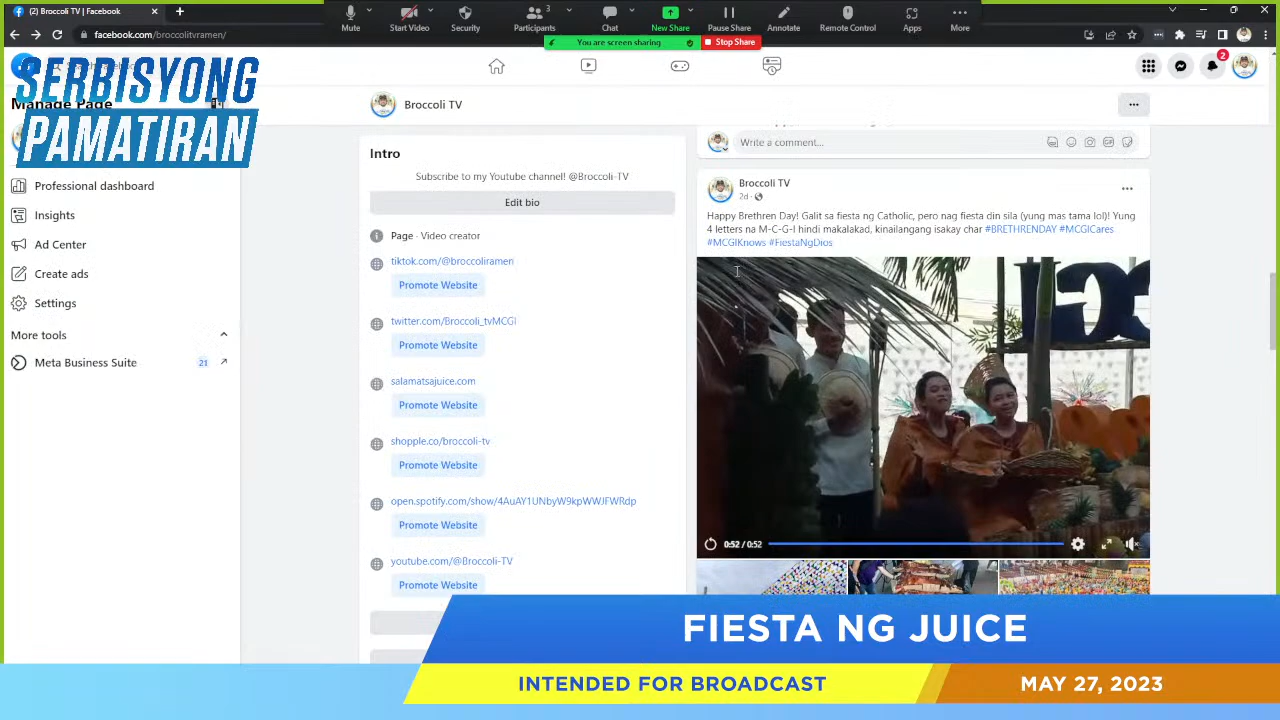 Broccoli TV | Facebook
Mute
Start Video
Security
Participants
3
Chat
New Share
Pause Share
Annotate
Remote Control
Apps
More
facebook.com/broccolitvramen/
You are screen sharing
Stop Share
2
SERBISYONG
PAMATIRAN
Manage Page
Professional dashboard
Insights
Ad Center
Create ads
Settings
More tools
Meta Business Suite
21
Broccoli TV
Intro
Subscribe to my Youtube channel! @Broccoli-TV
Edit bio
Page · Video creator
tiktok.com/@broccoliramen
Promote Website
twitter.com/Broccoli_tvMCGI
Promote Website
salamatsajuice.com
Promote Website
shopple.co/broccoli-tv
Promote Website
open.spotify.com/show/4AuAY1UNbyW9kpWWJFWRdp
Promote Website
youtube.com/@Broccoli-TV
Promote Website
Write a comment...
GIF
Broccoli TV
2d ·
Happy Brethren Day! Galit sa fiesta ng Catholic, pero nag fiesta din sila (yung mas tama lol)! Yung
4 letters na M-C-G-I hindi makalakad, kinailangang isakay char #BRETHRENDAY #MCGICares
#MCGIKnows #FiestaNgDios
0:52 / 0:52
FIESTA NG JUICE
INTENDED FOR BROADCAST
MAY 27, 2023